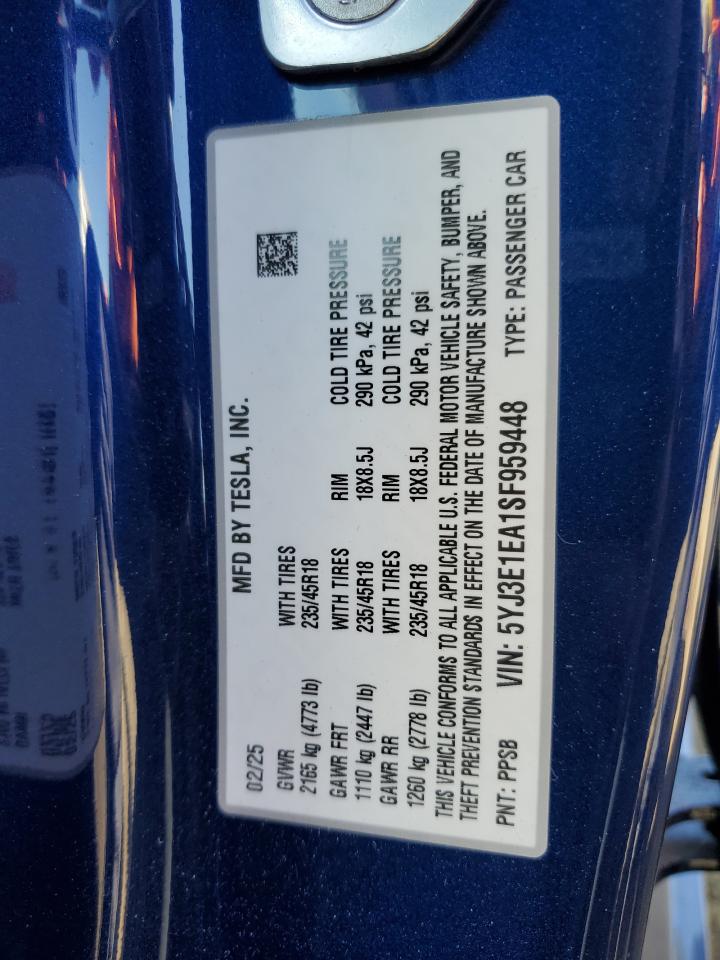 MFD BY TESLA, INC.
02/25
GVWR WITH TIRES
2165 kg (4773 lb) 235/45R18
GAWR FRT WITH TIRES RIM COLD TIRE PRESSURE
1110 kg (2447 lb) 235/45R18 18X8.5J 290 kPa, 42 psi
GAWR RR WITH TIRES RIM COLD TIRE PRESSURE
1260 kg (2778 lb) 235/45R18 18X8.5J 290 kPa, 42 psi
THIS VEHICLE CONFORMS TO ALL APPLICABLE U.S. FEDERAL MOTOR VEHICLE SAFETY, BUMPER, AND
THEFT PREVENTION STANDARDS IN EFFECT ON THE DATE OF MANUFACTURE SHOWN ABOVE.
PNT: PPSB VIN: 5YJ3E1EA1SF959448 TYPE: PASSENGER CAR